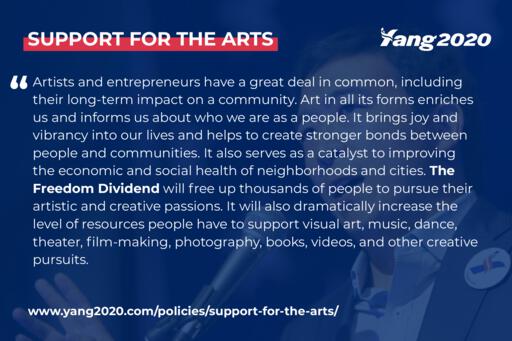 SUPPORT FOR THE ARTS
Yang2020
“ Artists and entrepreneurs have a great deal in common, including
their long-term impact on a community. Art in all its forms enriches
us and informs us about who we are as a people. It brings joy and
vibrancy into our lives and helps to create stronger bonds between
people and communities. It also serves as a catalyst to improving
the economic and social health of neighborhoods and cities. The
Freedom Dividend will free up thousands of people to pursue their
artistic and creative passions. It will also dramatically increase the
level of resources people have to support visual art, music, dance,
theater, film-making, photography, books, videos, and other creative
pursuits.
www.yang2020.com/policies/support-for-the-arts/